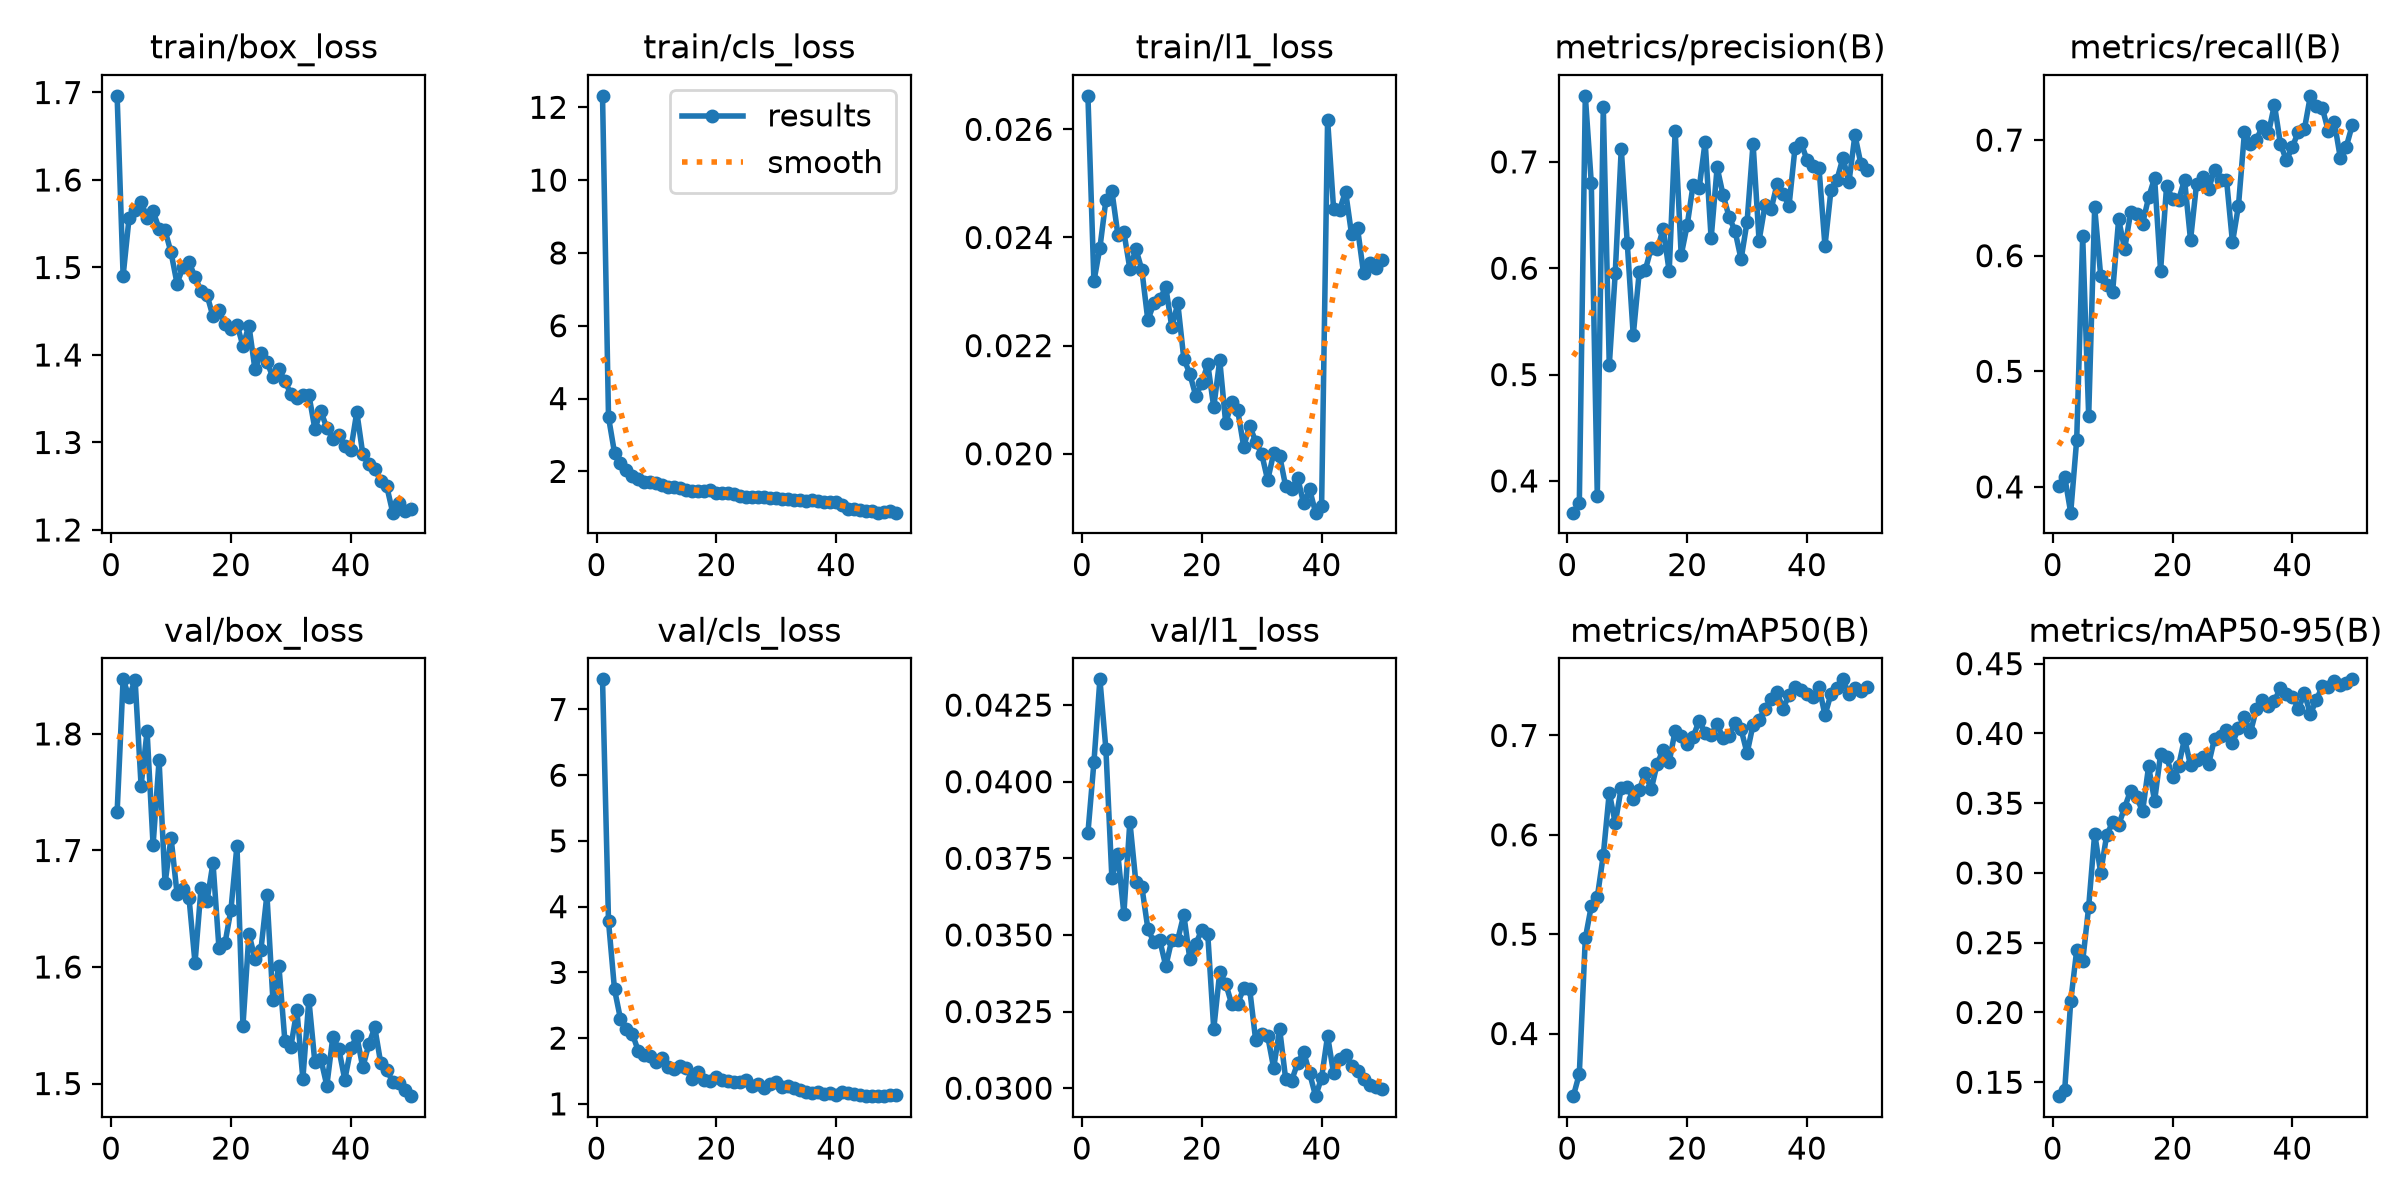 train/box_loss
1.7
1.6
1.5
1.4
1.3
1.2
0 20 40
train/cls_loss
results
smooth
12
10
8
6
4
2
0 20 40
train/l1_loss
0.026
0.024
0.022
0.020
0 20 40
metrics/precision(B)
0.7
0.6
0.5
0.4
0 20 40
metrics/recall(B)
0.7
0.6
0.5
0.4
0 20 40
val/box_loss
1.8
1.7
1.6
1.5
0 20 40
val/cls_loss
7
6
5
4
3
2
1
0 20 40
val/l1_loss
0.0425
0.0400
0.0375
0.0350
0.0325
0.0300
0 20 40
metrics/mAP50(B)
0.7
0.6
0.5
0.4
0 20 40
metrics/mAP50-95(B)
0.45
0.40
0.35
0.30
0.25
0.20
0.15
0 20 40